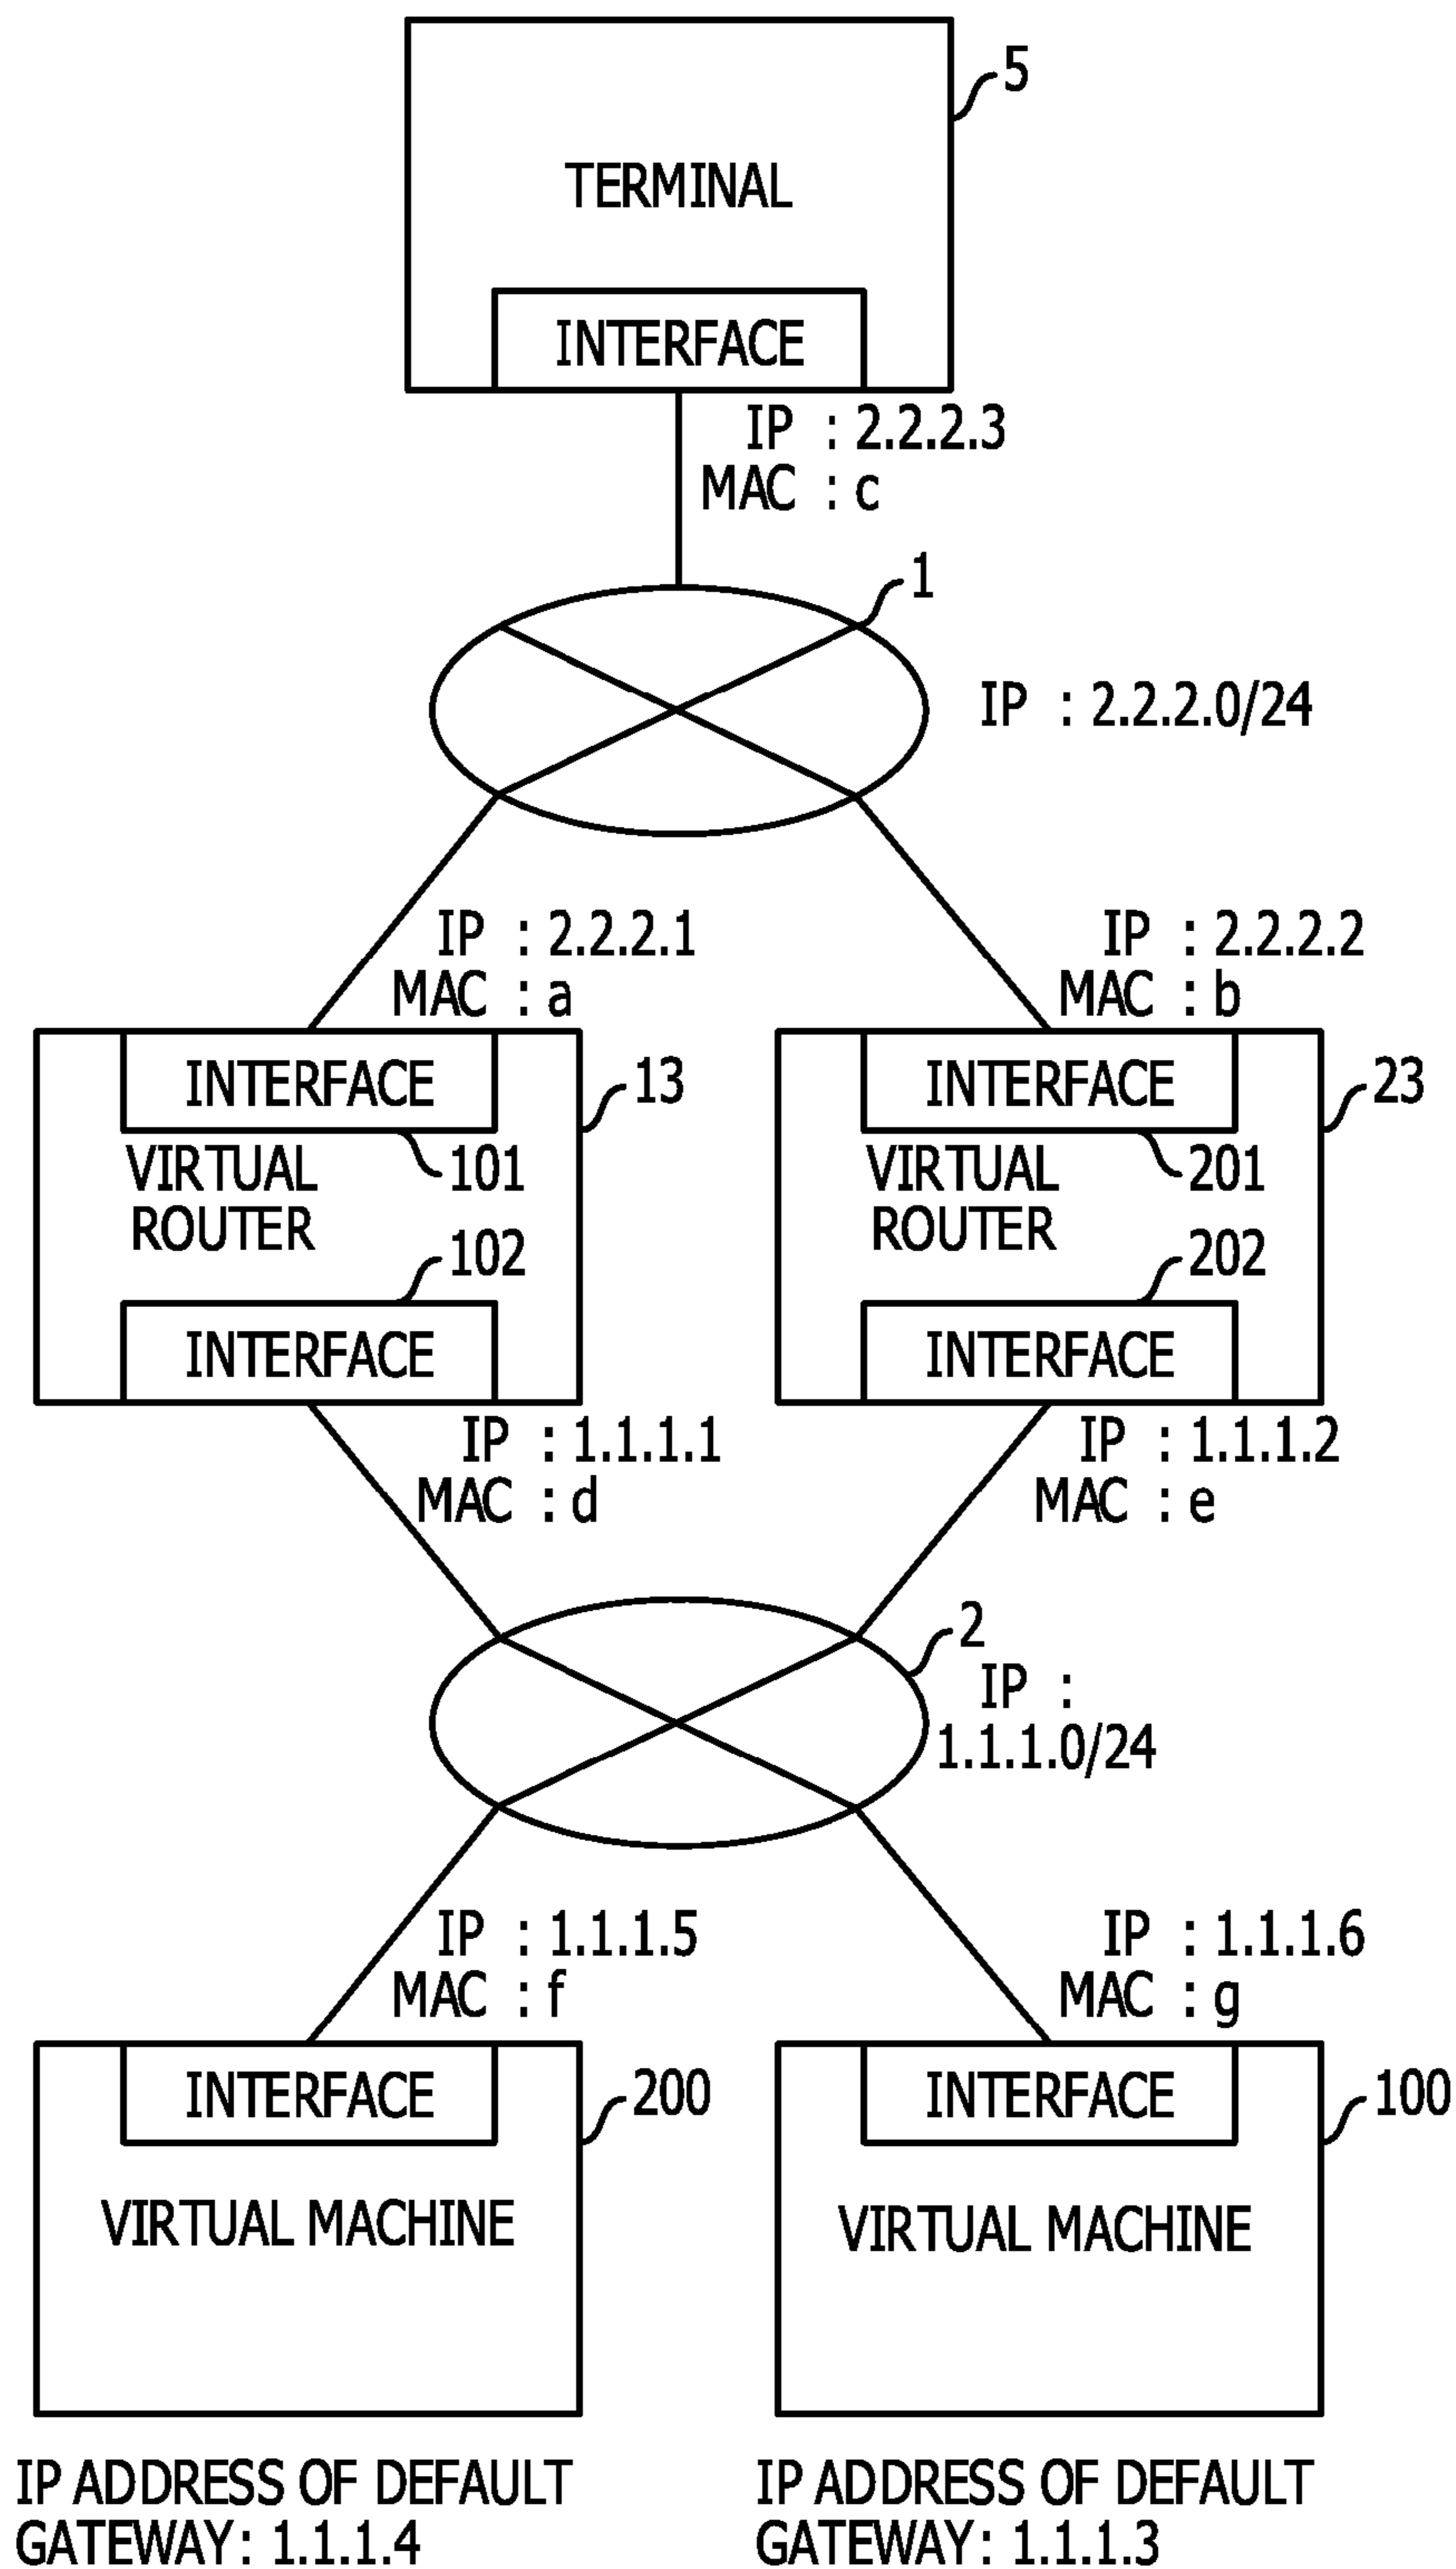 5
TERMINAL
INTERFACE
IP : 2.2.2.3
MAC : c
1
IP : 2.2.2.0/24
IP : 2.2.2.1
MAC : a
IP : 2.2.2.2
MAC : b
INTERFACE
13
INTERFACE
23
VIRTUAL
ROUTER
101
VIRTUAL
ROUTER
201
102
202
INTERFACE
INTERFACE
IP : 1.1.1.1
MAC : d
IP : 1.1.1.2
MAC : e
2
IP :
1.1.1.0/24
IP : 1.1.1.5
MAC : f
IP : 1.1.1.6
MAC : g
INTERFACE
200
INTERFACE
100
VIRTUAL MACHINE
VIRTUAL MACHINE
IP ADDRESS OF DEFAULT
GATEWAY: 1.1.1.4
IP ADDRESS OF DEFAULT
GATEWAY: 1.1.1.3